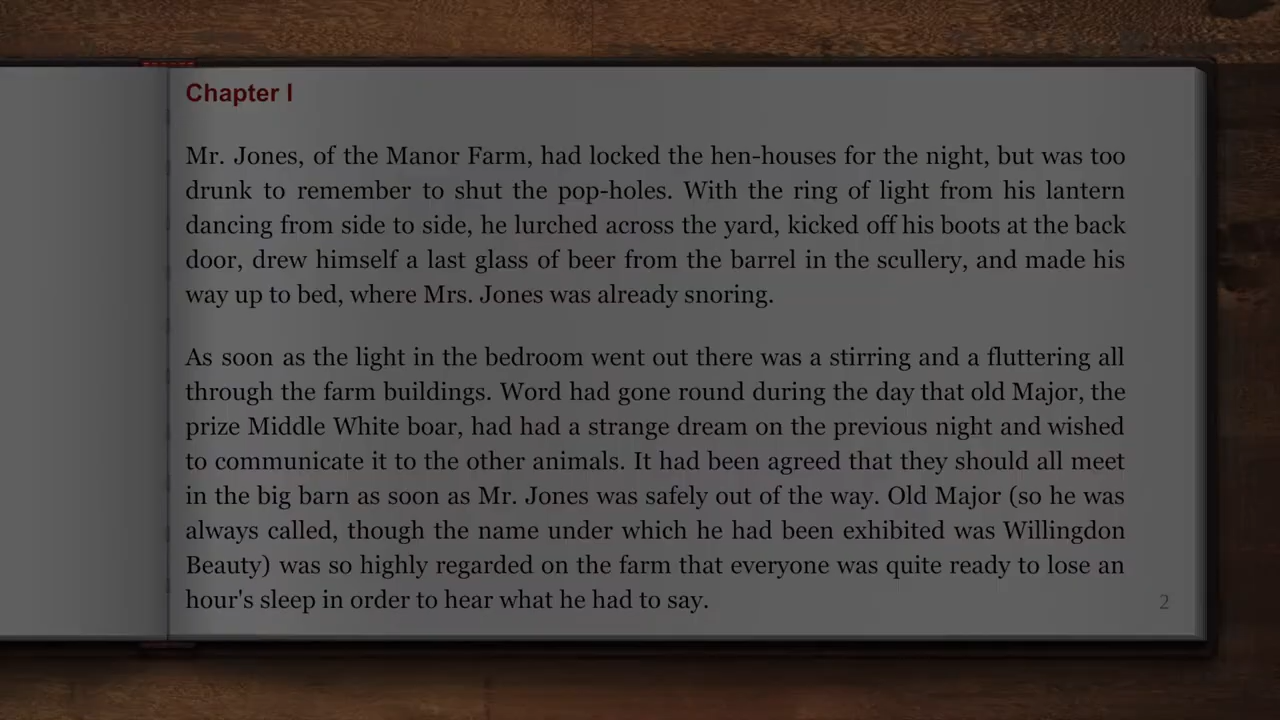 Chapter I
Mr. Jones, of the Manor Farm, had locked the hen-houses for the night, but was too
drunk to remember to shut the pop-holes. With the ring of light from his lantern
dancing from side to side, he lurched across the yard, kicked off his boots at the back
door, drew himself a last glass of beer from the barrel in the scullery, and made his
way up to bed, where Mrs. Jones was already snoring.
As soon as the light in the bedroom went out there was a stirring and a fluttering all
through the farm buildings. Word had gone round during the day that old Major, the
prize Middle White boar, had had a strange dream on the previous night and wished
to communicate it to the other animals. It had been agreed that they should all meet
in the big barn as soon as Mr. Jones was safely out of the way. Old Major (so he was
always called, though the name under which he had been exhibited was Willingdon
Beauty) was so highly regarded on the farm that everyone was quite ready to lose an
hour's sleep in order to hear what he had to say.
2